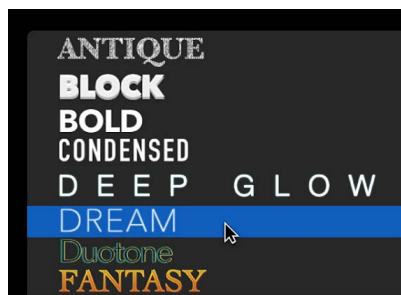 ANTIQUE
BLOCK
BOLD
CONDENSED
DEEP GLOW
DREAM
Duotone
FANTASY